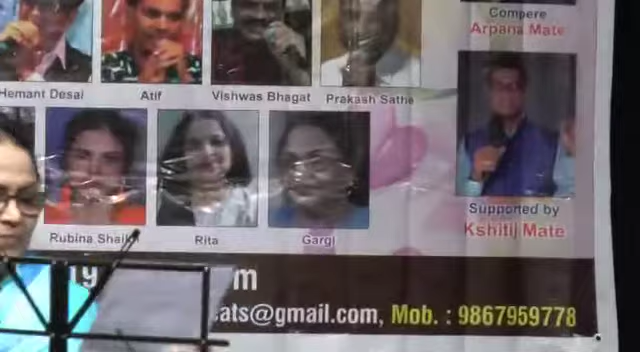 Compere
Arpana Mate
Hemant Desai Atif Vishwas Bhagat Prakash Sathe
Supported by
Kshitij Mate
Rubina Shaikh Rita Gargi
ats@gmail.com, Mob. : 9867959778